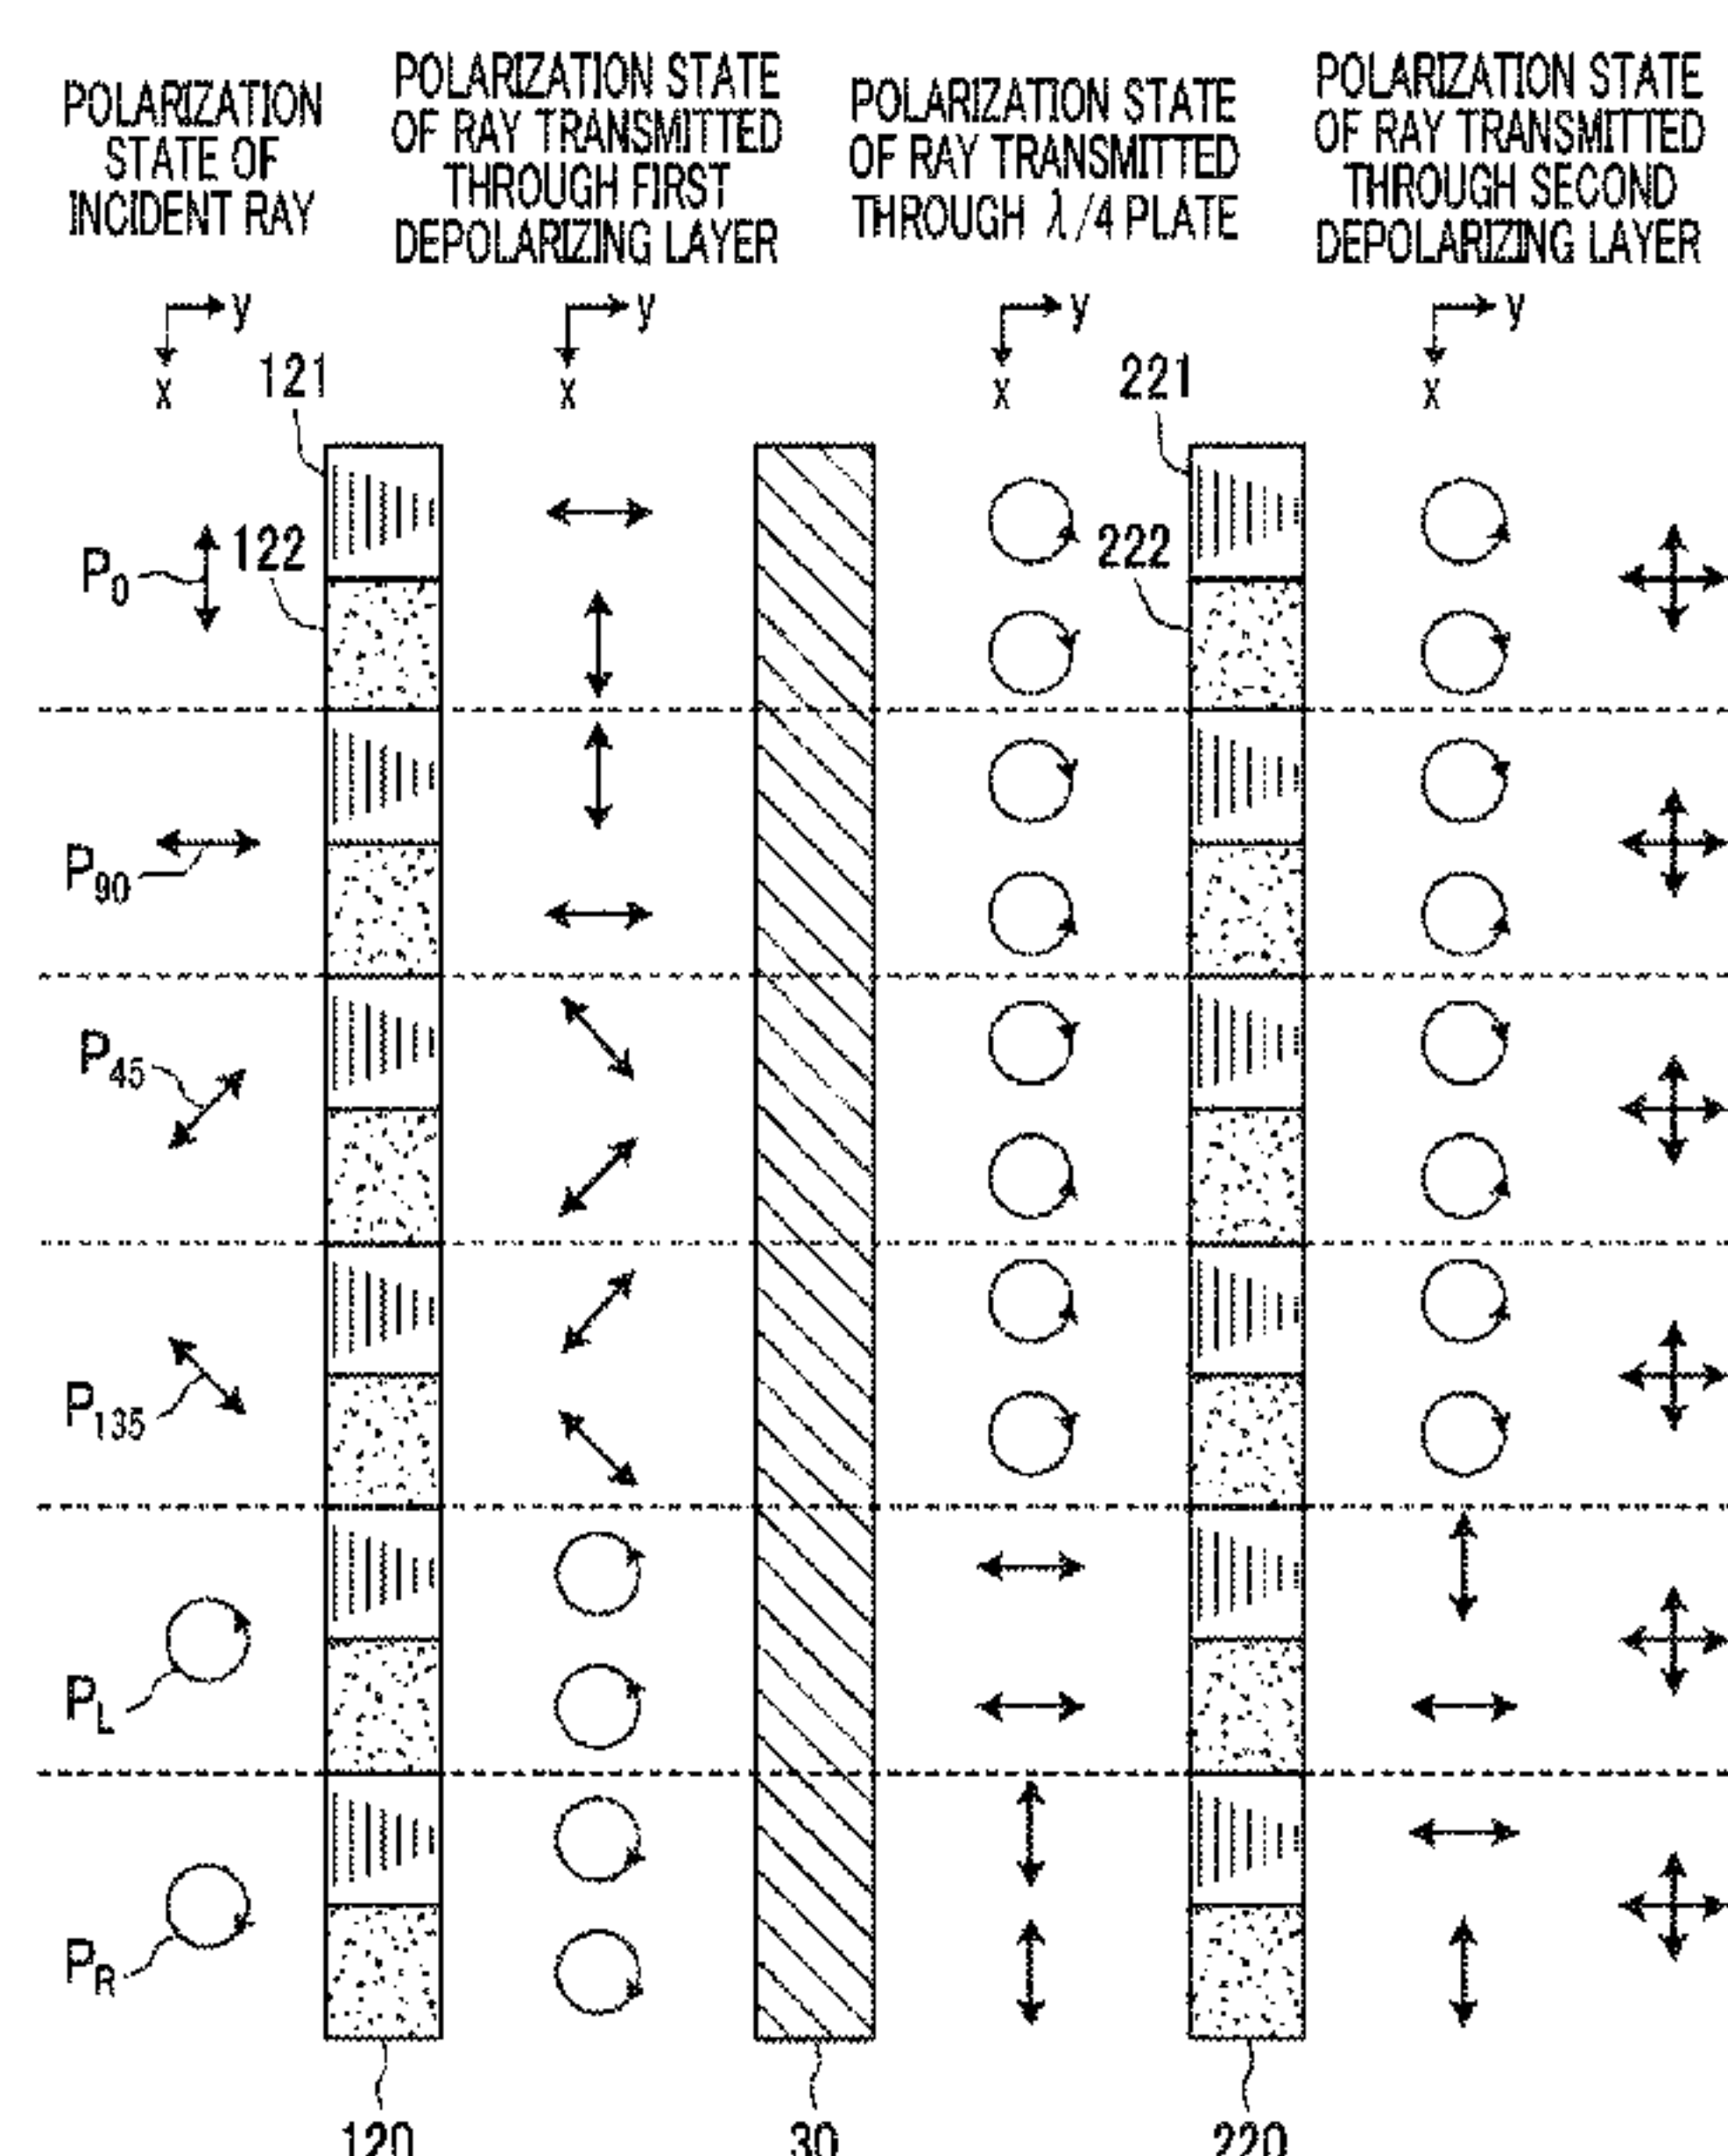 POLARIZATION
STATE OF
INCIDENT RAY
POLARIZATION STATE
OF RAY TRANSMITTED
THROUGH FIRST
DEPOLARIZING LAYER
POLARIZATION STATE
OF RAY TRANSMITTED
THROUGH λ/4 PLATE
POLARIZATION STATE
OF RAY TRANSMITTED
THROUGH SECOND
DEPOLARIZING LAYER
y y y y
x x x x
121 221
P0 122 222
P90
P45
P135
PL
PR
120 30 220